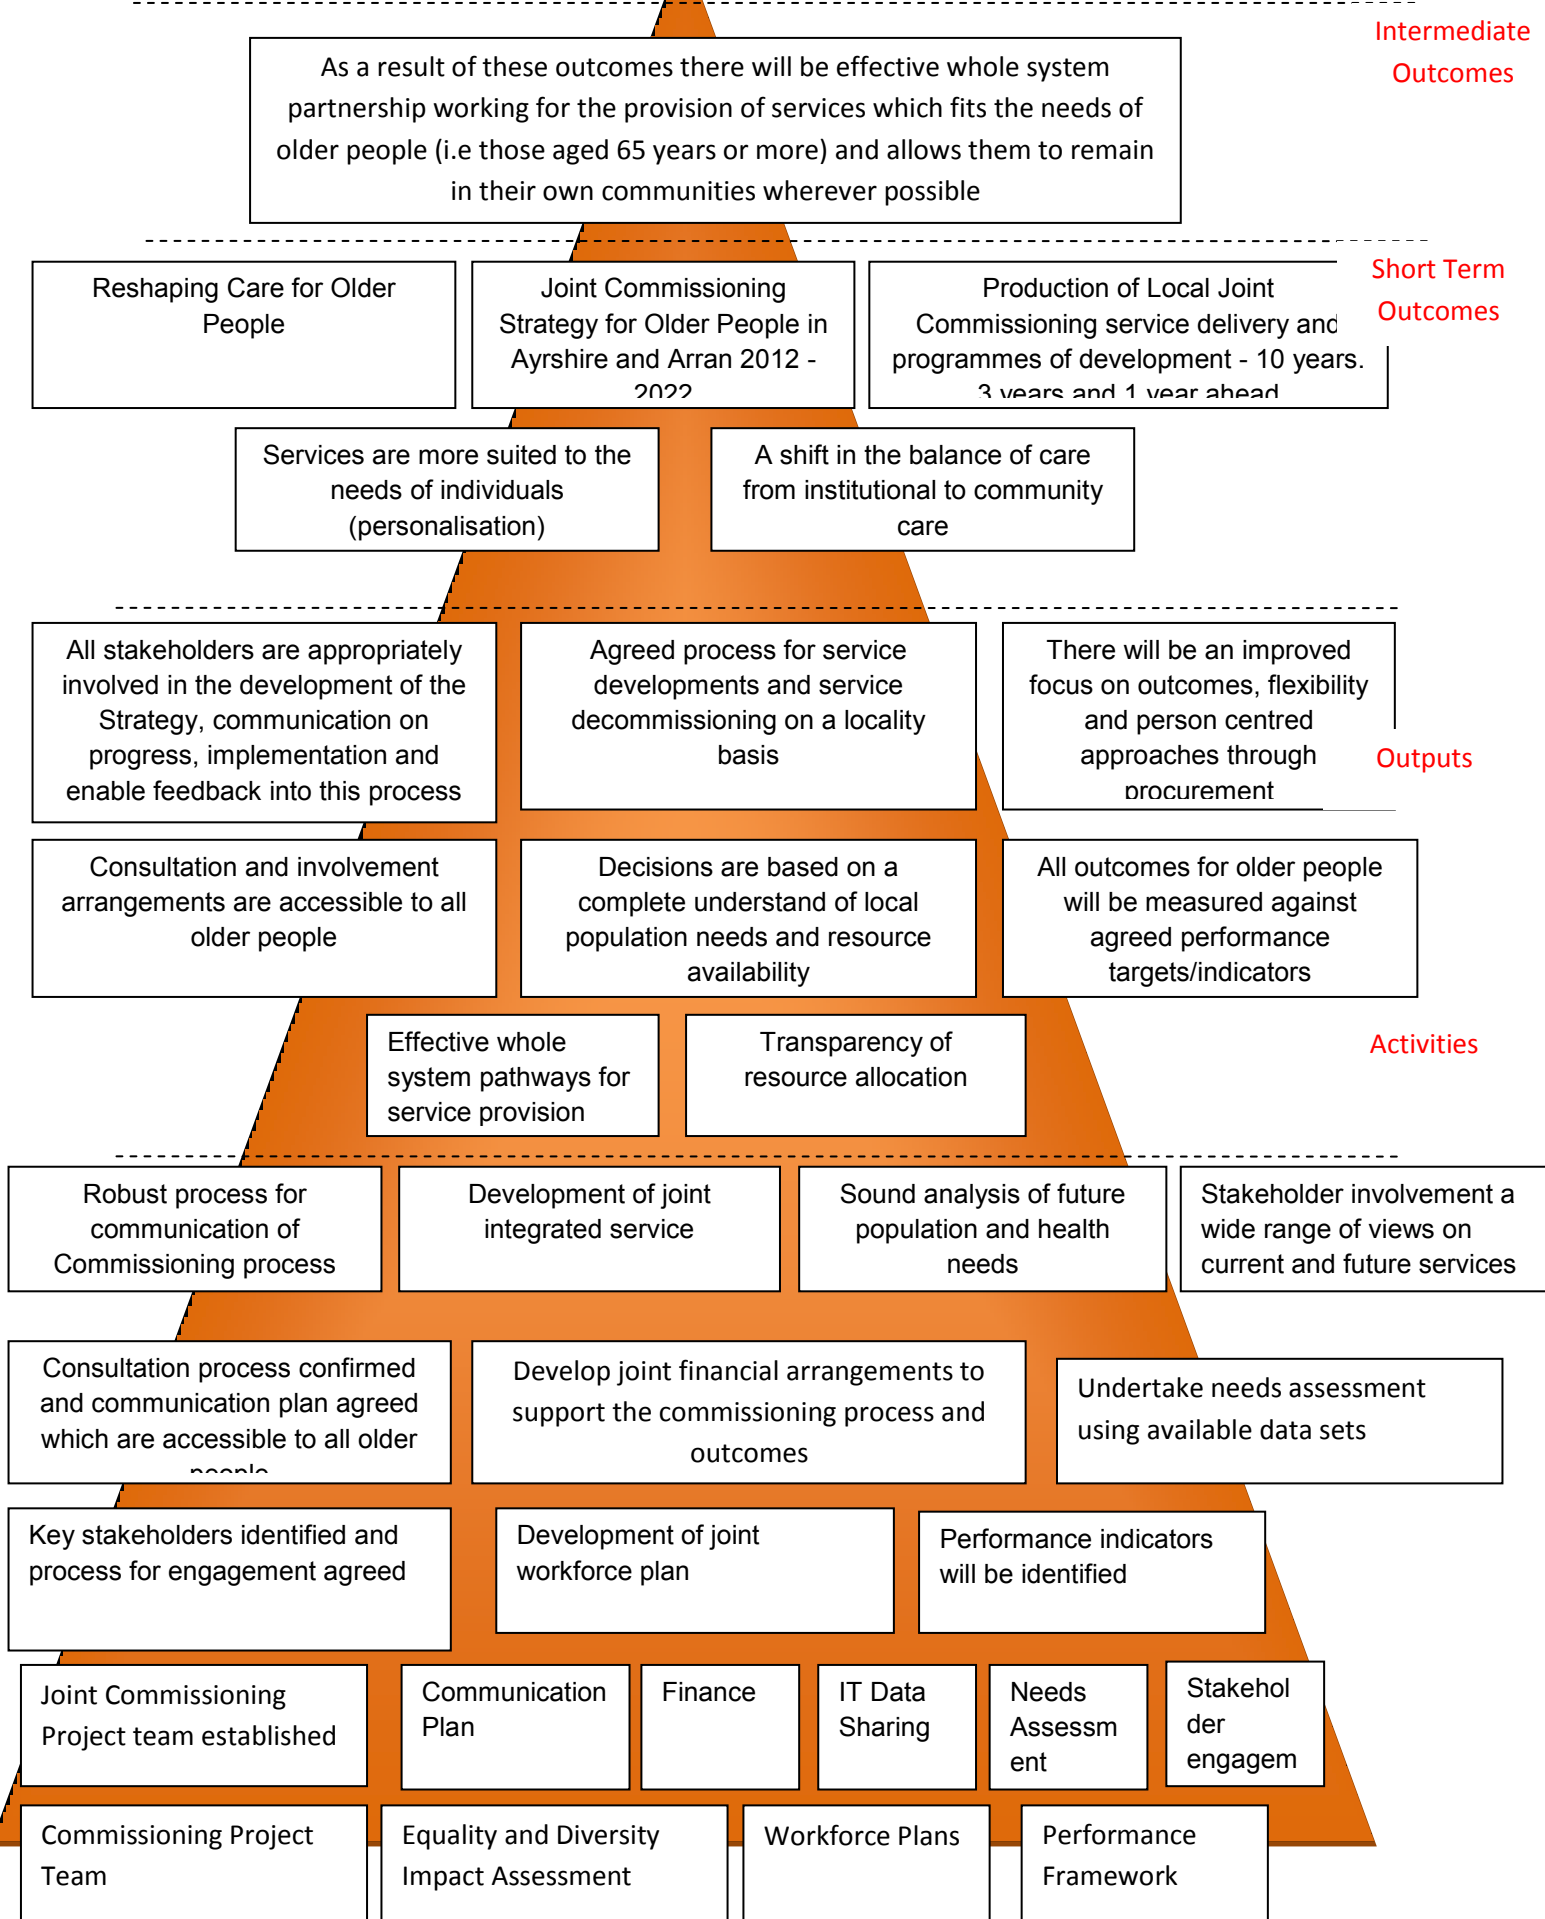 Intermediate
Outcomes
As a result of these outcomes there will be effective whole system
partnership working for the provision of services which fits the needs of
older people (i.e those aged 65 years or more) and allows them to remain
in their own communities wherever possible
Short Term
Outcomes
Reshaping Care for Older
People
Joint Commissioning
Strategy for Older People in
Ayrshire and Arran 2012 -
2022
Production of Local Joint
Commissioning service delivery and
programmes of development - 10 years.
3 years and 1 year ahead
Services are more suited to the
needs of individuals
(personalisation)
A shift in the balance of care
from institutional to community
care
All stakeholders are appropriately
involved in the development of the
Strategy, communication on
progress, implementation and
enable feedback into this process
Agreed process for service
developments and service
decommissioning on a locality
basis
There will be an improved
focus on outcomes, flexibility
and person centred
approaches through
procurement
Outputs
Consultation and involvement
arrangements are accessible to all
older people
Decisions are based on a
complete understand of local
population needs and resource
availability
All outcomes for older people
will be measured against
agreed performance
targets/indicators
Effective whole
system pathways for
service provision
Transparency of
resource allocation
Activities
Robust process for
communication of
Commissioning process
Development of joint
integrated service
Sound analysis of future
population and health
needs
Stakeholder involvement a
wide range of views on
current and future services
Consultation process confirmed
and communication plan agreed
which are accessible to all older
people
Develop joint financial arrangements to
support the commissioning process and
outcomes
Undertake needs assessment
using available data sets
Key stakeholders identified and
process for engagement agreed
Development of joint
workforce plan
Performance indicators
will be identified
Joint Commissioning
Project team established
Communication
Plan
Finance
IT Data
Sharing
Needs
Assessm
ent
Stakehol
der
engagem
Commissioning Project
Team
Equality and Diversity
Impact Assessment
Workforce Plans
Performance
Framework